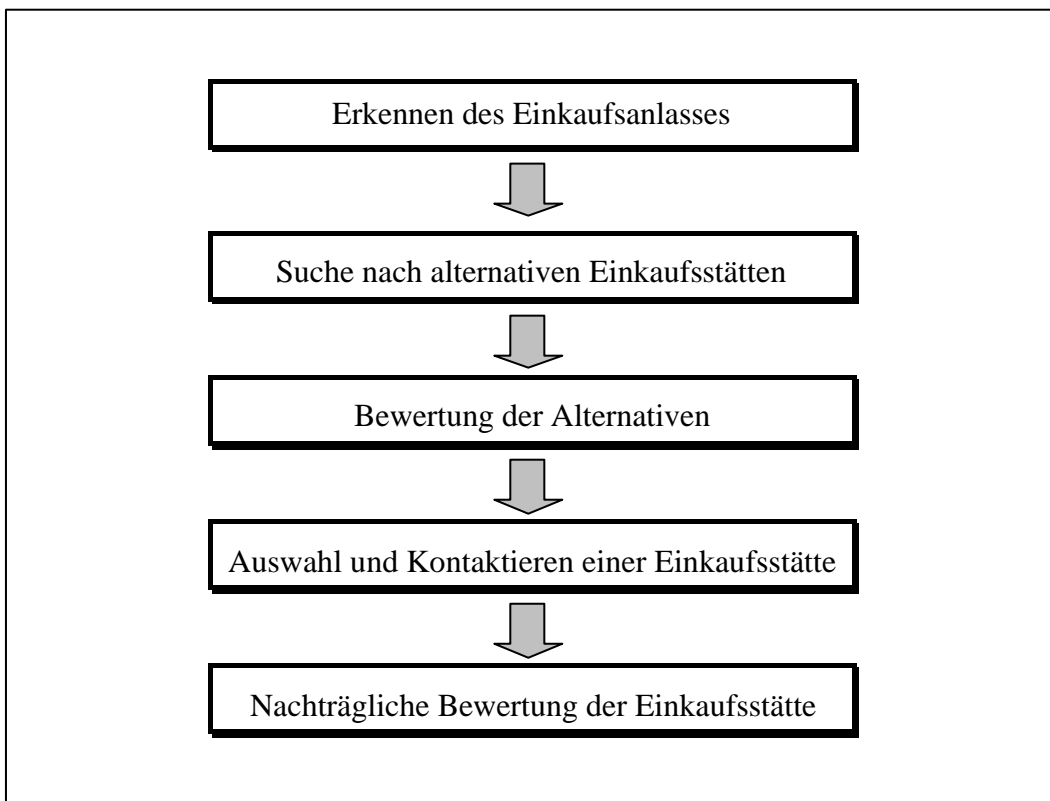 Erkennen des Einkaufsanlasses
Suche nach alternativen Einkaufsstätten
Bewertung der Alternativen
Auswahl und Kontaktieren einer Einkaufsstätte
Nachträgliche Bewertung der Einkaufsstätte